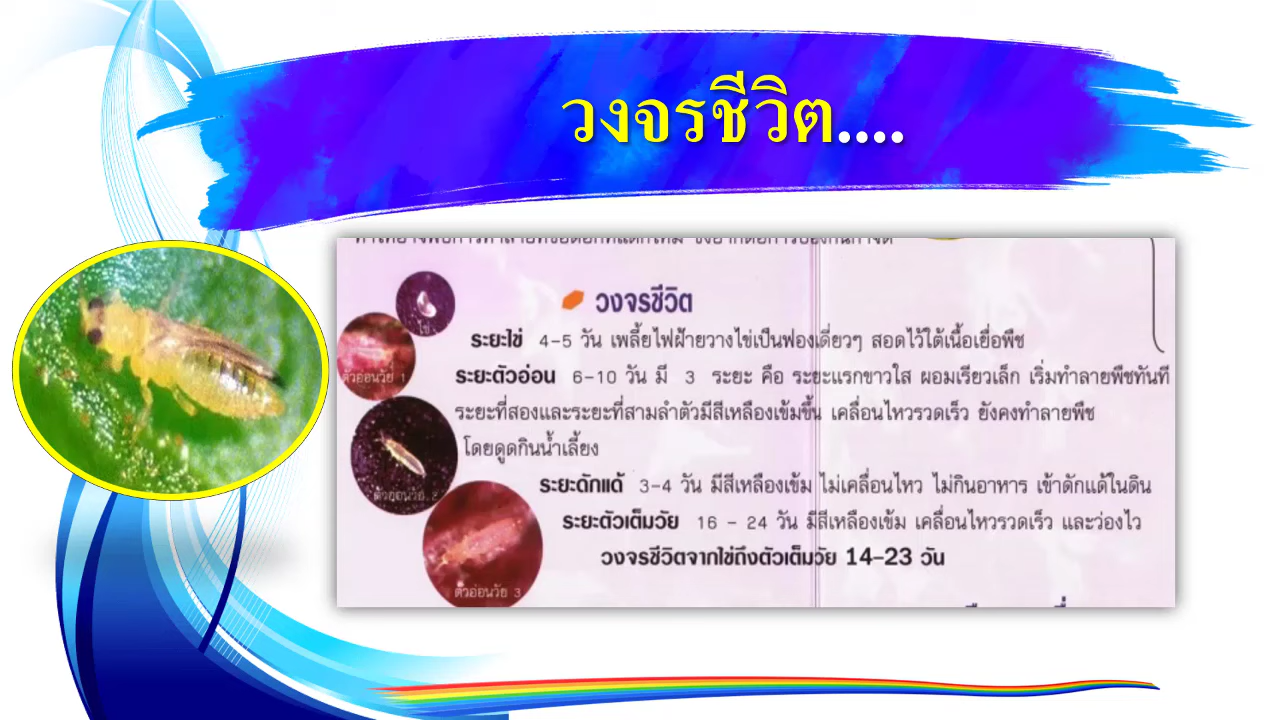 วงจรชีวิต....
วงจรชีวิต
ไข่
ระยะไข่ 4-5 วัน เพลี้ยไฟฝ้ายวางไข่เป็นฟองเดี่ยวๆ สอดไว้ใต้เนื้อเยื่อพืช
ตัวอ่อนวัย 1
ระยะตัวอ่อน 6-10 วัน มี 3 ระยะ คือ ระยะแรกขาวใส ผอมเรียวเล็ก เริ่มทำลายพืชทันที
ระยะที่สองและระยะที่สามลำตัวมีสีเหลืองเข้มขึ้น เคลื่อนไหวรวดเร็ว ยังคงทำลายพืช
โดยดูดกินน้ำเลี้ยง
ตัวอ่อนวัย 2
ระยะดักแด้ 3-4 วัน มีสีเหลืองเข้ม ไม่เคลื่อนไหว ไม่กินอาหาร เข้าดักแด้ในดิน
ระยะตัวเต็มวัย 16 - 24 วัน มีสีเหลืองเข้ม เคลื่อนไหวรวดเร็ว และว่องไว
วงจรชีวิตจากไข่ถึงตัวเต็มวัย 14-23 วัน
ตัวอ่อนวัย 3